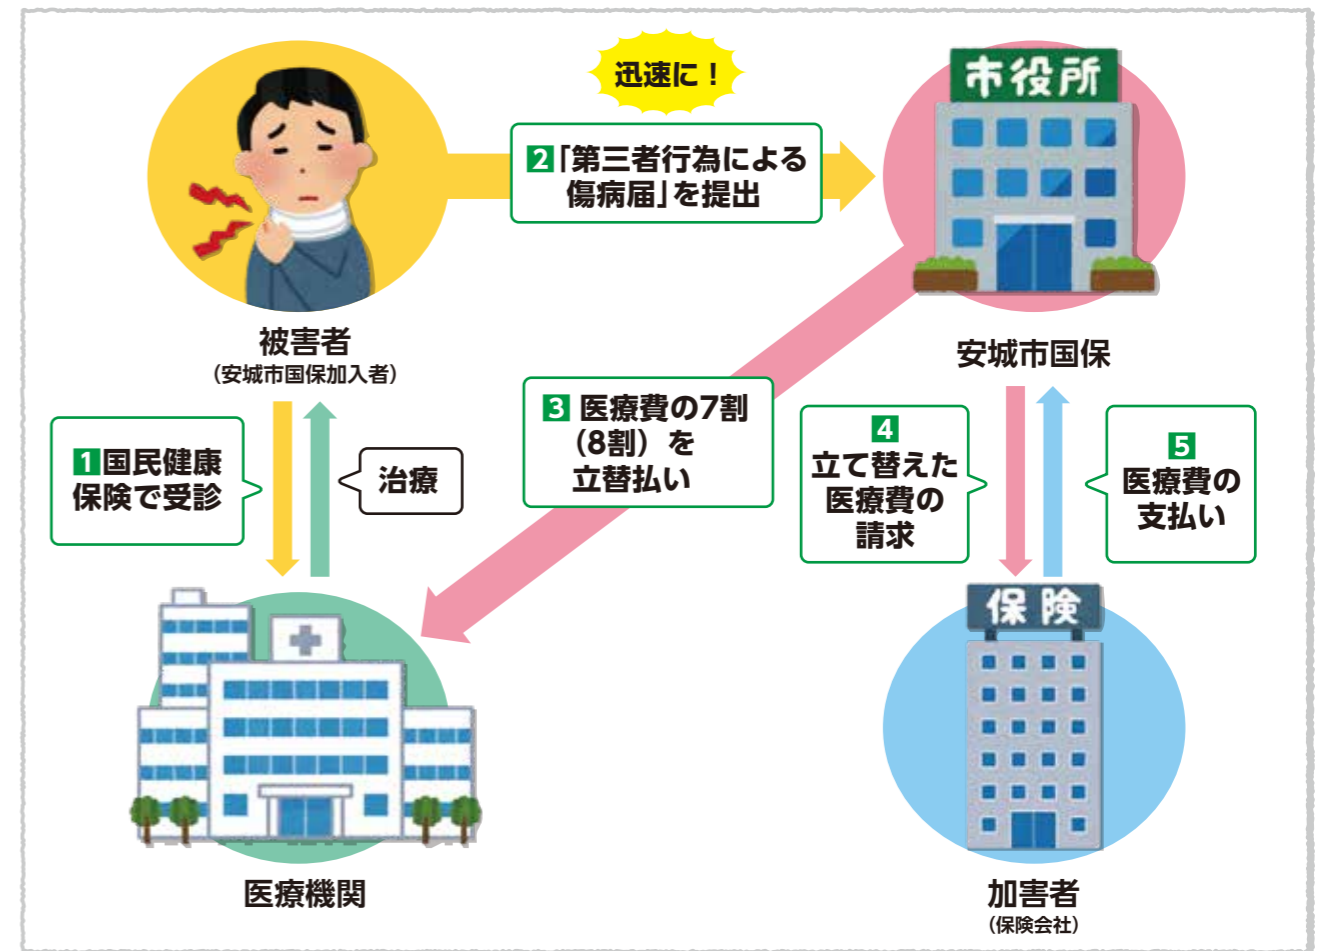 迅速に！
市役所
2「第三者行為による
傷病届」を提出
被害者
（安城市国保加入者）
安城市国保
1国民健康
保険で受診
治療
3 医療費の7割
（8割）を
立替払い
4
立て替えた
医療費の
請求
5
医療費の
支払い
保険
医療機関
加害者
（保険会社）